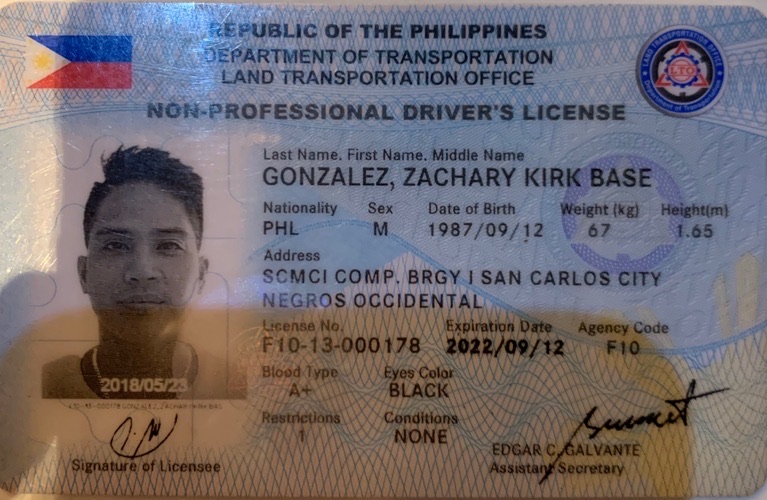 REPUBLIC OF THE PHILIPPINES
DEPARTMENT OF TRANSPORTATION
LAND TRANSPORTATION OFFICE
LAND TRANSPORTATION OFFICE
LTO
Department of Transportation
NON-PROFESSIONAL DRIVER'S LICENSE
Last Name. First Name. Middle Name
GONZALEZ, ZACHARY KIRK BASE
Nationality Sex Date of Birth Weight (kg) Height(m)
PHL M 1987/09/12 67 1.65
Address
SCMCI COMP. BRGY I SAN CARLOS CITY
NEGROS OCCIDENTAL
License No. Expiration Date Agency Code
F10-13-000178 2022/09/12 F10
Blood Type Eyes Color
A+ BLACK
Restrictions Conditions
1 NONE
2018/05/23
Signature of Licensee
EDGAR C. GALVANTE
Assistant Secretary